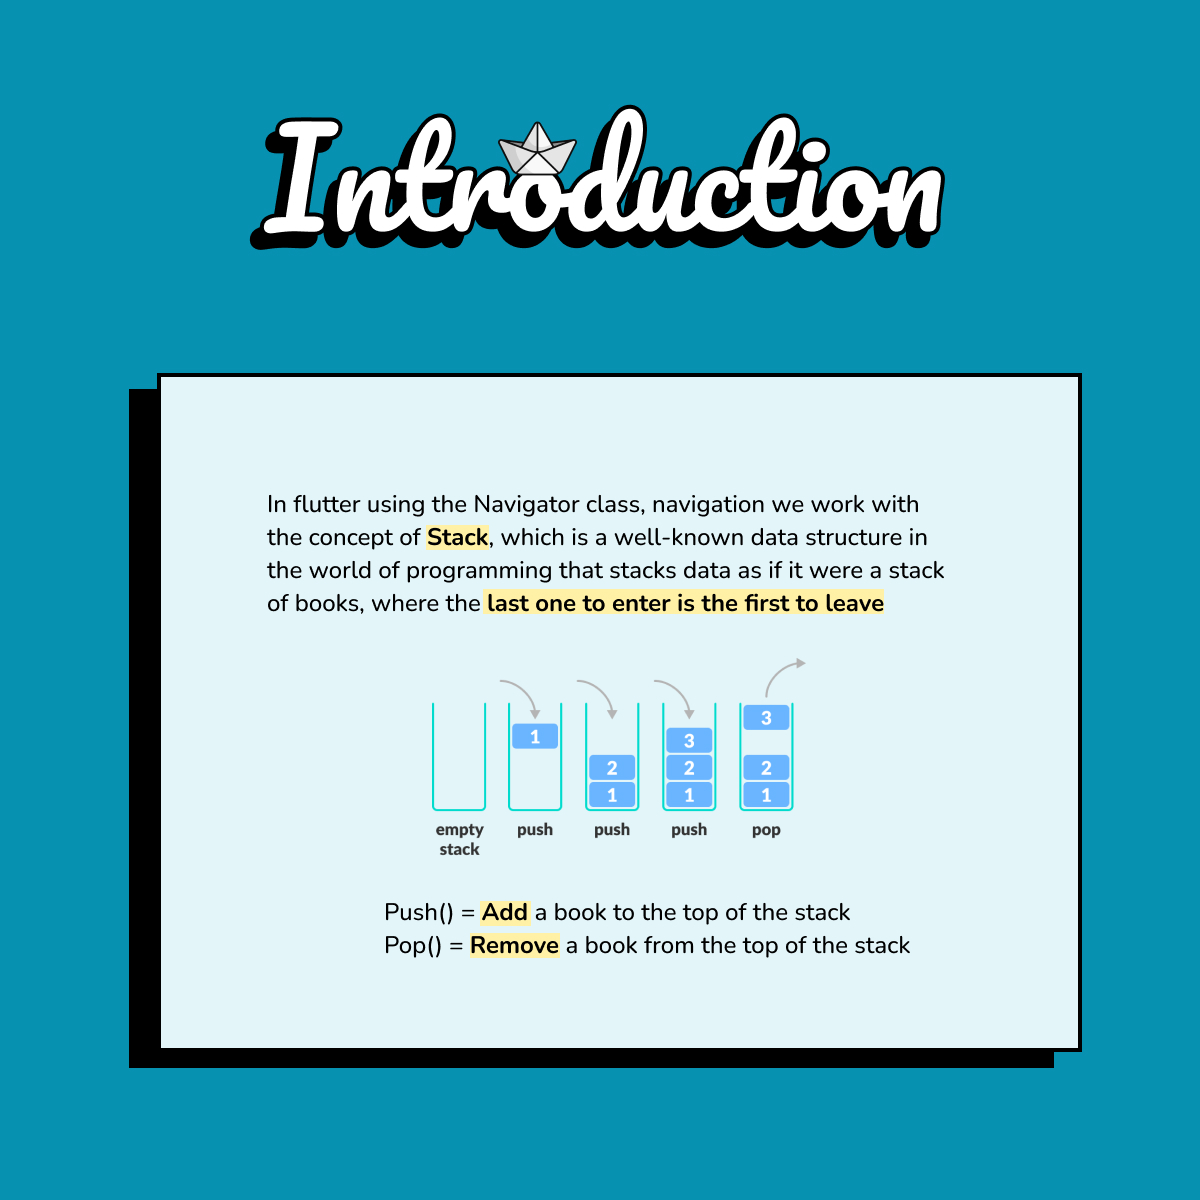 Introduction
In flutter using the Navigator class, navigation we work with
the concept of Stack, which is a well-known data structure in
the world of programming that stacks data as if it were a stack
of books, where the last one to enter is the first to leave
1
2
1
3
2
1
3
2
1
empty
stack
push
push
push
pop
Push() = Add a book to the top of the stack
Pop() = Remove a book from the top of the stack